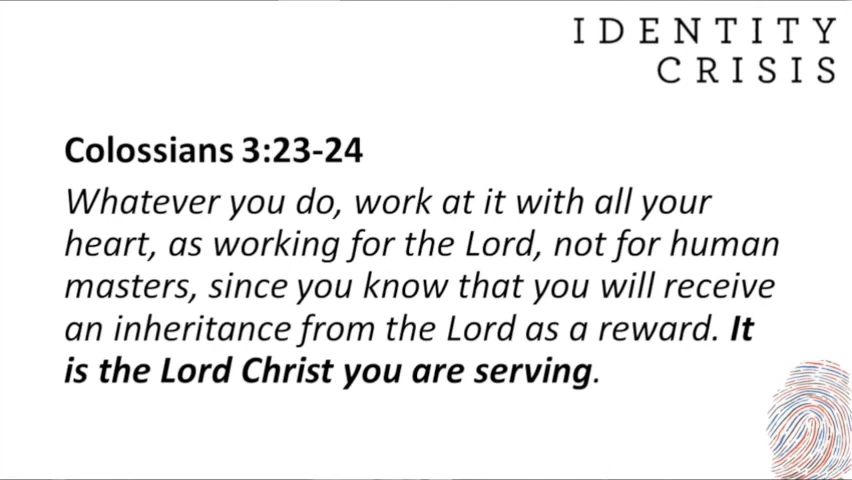 IDENTITY
CRISIS
Colossians 3:23-24
Whatever you do, work at it with all your
heart, as working for the Lord, not for human
masters, since you know that you will receive
an inheritance from the Lord as a reward. It
is the Lord Christ you are serving.